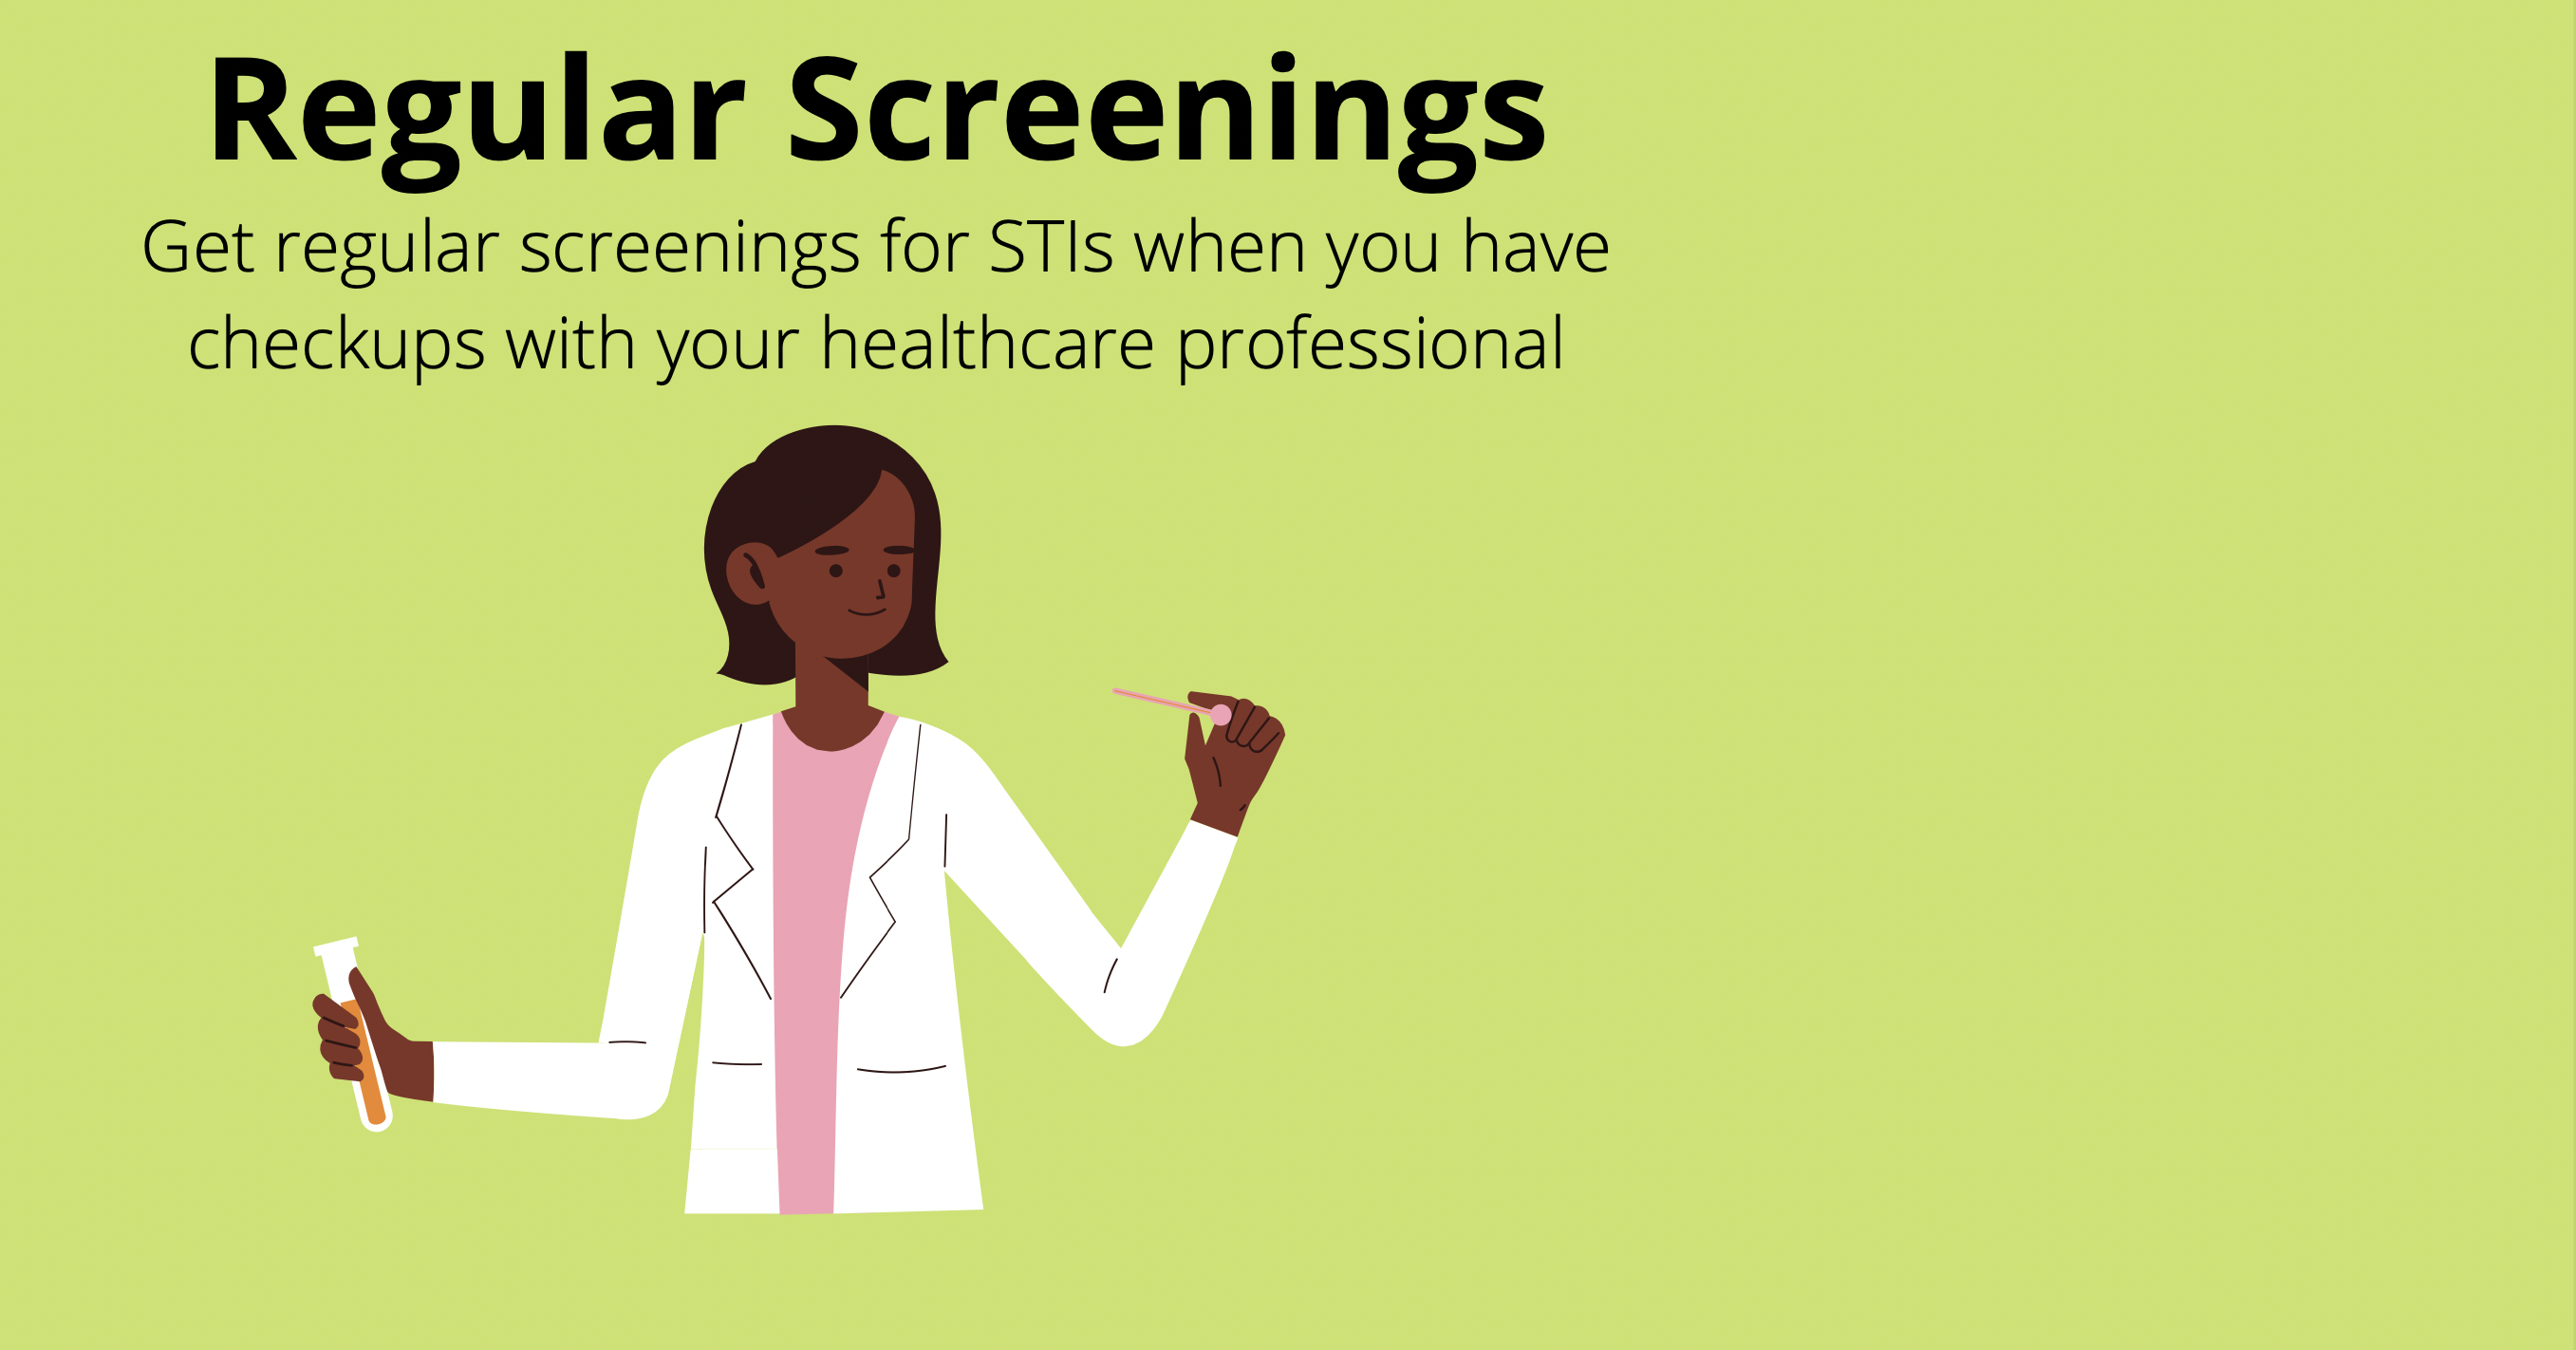 Regular Screenings
Get regular screenings for STIs when you have
checkups with your healthcare professional